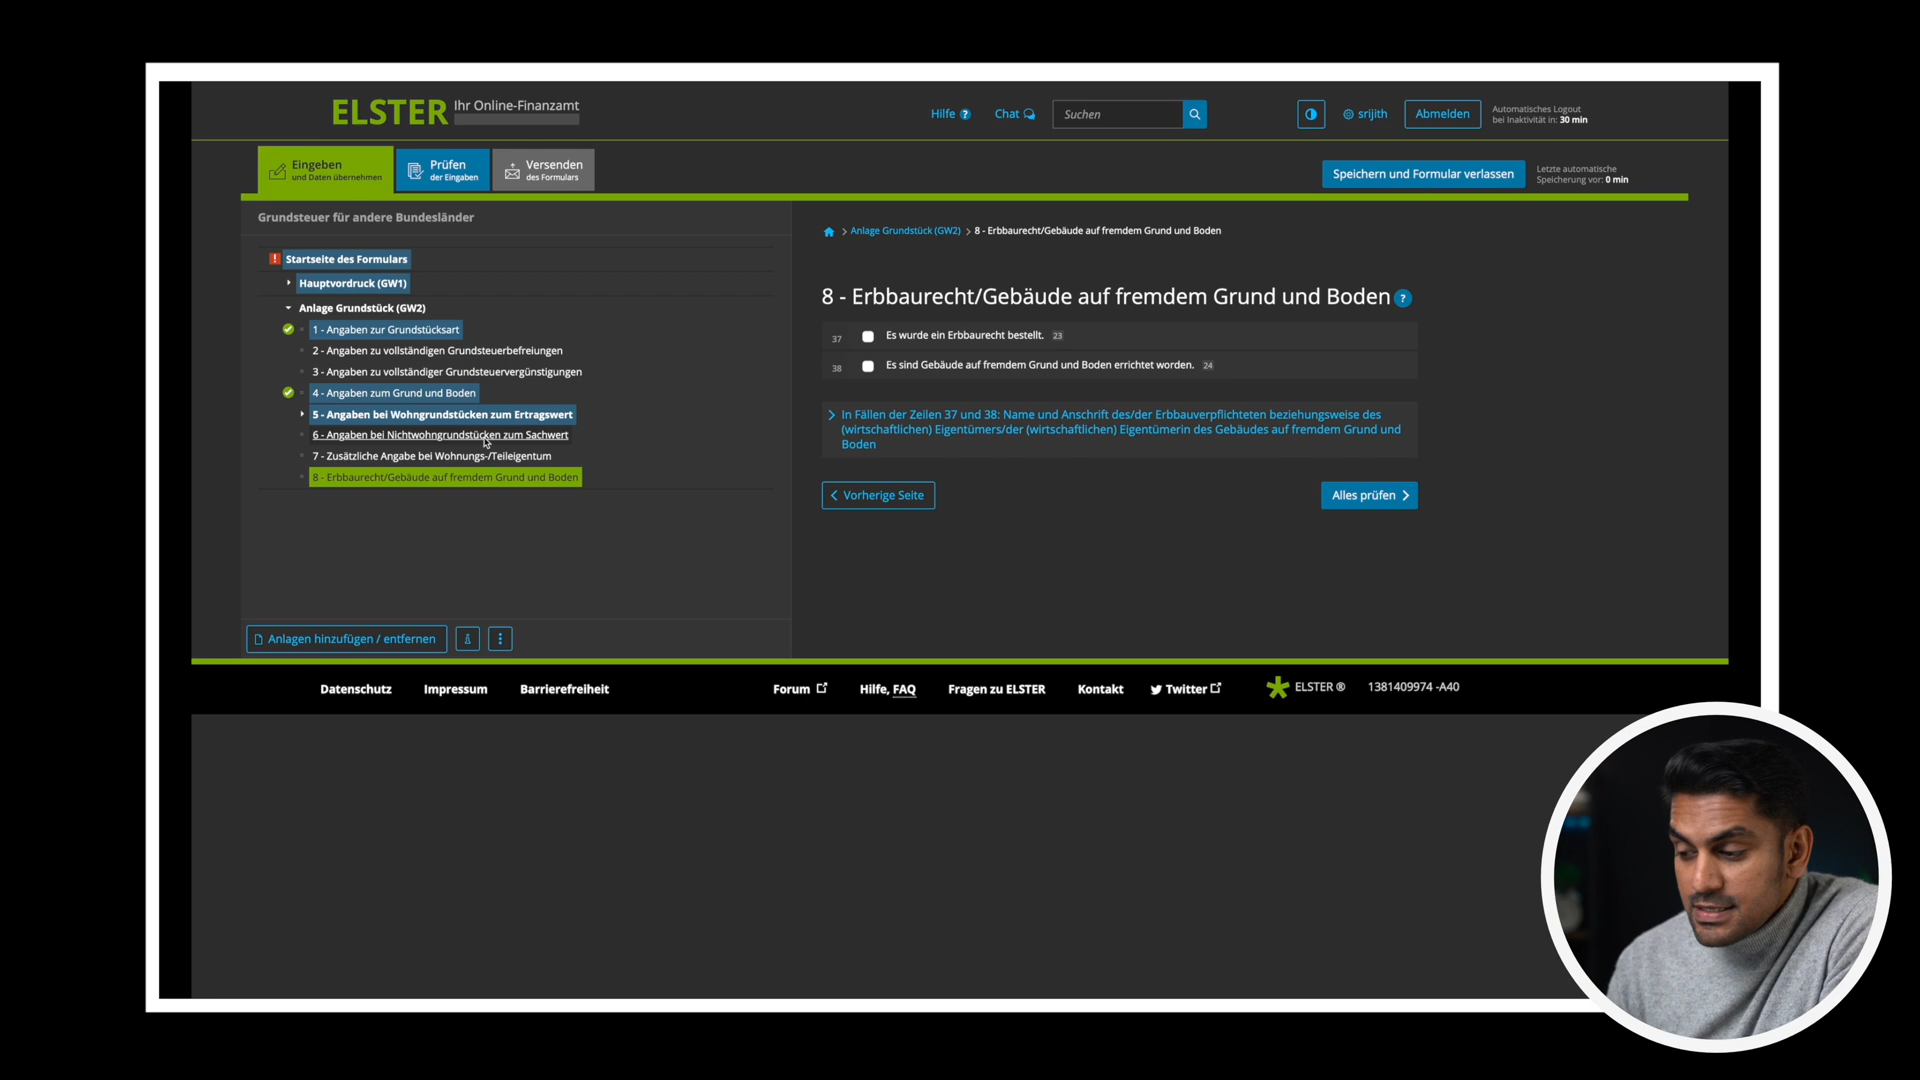 ELSTER Ihr Online-Finanzamt
Hilfe ?
Chat
Suchen
srijith
Abmelden
Automatisches Logout
bei Inaktivität in: 30 min
Eingeben
und Daten übernehmen
Prüfen
der Eingaben
Versenden
des Formulars
Speichern und Formular verlassen
Letzte automatische
Speicherung vor: 0 min
Grundsteuer für andere Bundesländer
! Startseite des Formulars
Hauptvordruck (GW1)
Anlage Grundstück (GW2)
1 - Angaben zur Grundstücksart
2 - Angaben zu vollständigen Grundsteuerbefreiungen
3 - Angaben zu vollständiger Grundsteuervergünstigungen
4 - Angaben zum Grund und Boden
5 - Angaben bei Wohngrundstücken zum Ertragswert
6 - Angaben bei Nichtwohngrundstücken zum Sachwert
7 - Zusätzliche Angabe bei Wohnungs-/Teileigentum
8 - Erbbaurecht/Gebäude auf fremdem Grund und Boden
Anlagen hinzufügen / entfernen
Anlage Grundstück (GW2) > 8 - Erbbaurecht/Gebäude auf fremdem Grund und Boden
8 - Erbbaurecht/Gebäude auf fremdem Grund und Boden ?
37 Es wurde ein Erbbaurecht bestellt. 23
38 Es sind Gebäude auf fremdem Grund und Boden errichtet worden. 24
In Fällen der Zeilen 37 und 38: Name und Anschrift des/der Erbbauverpflichteten beziehungsweise des
(wirtschaftlichen) Eigentümers/der (wirtschaftlichen) Eigentümerin des Gebäudes auf fremdem Grund und
Boden
Vorherige Seite
Alles prüfen
Datenschutz
Impressum
Barrierefreiheit
Forum
Hilfe, FAQ
Fragen zu ELSTER
Kontakt
Twitter
ELSTER ®
1381409974 -A40